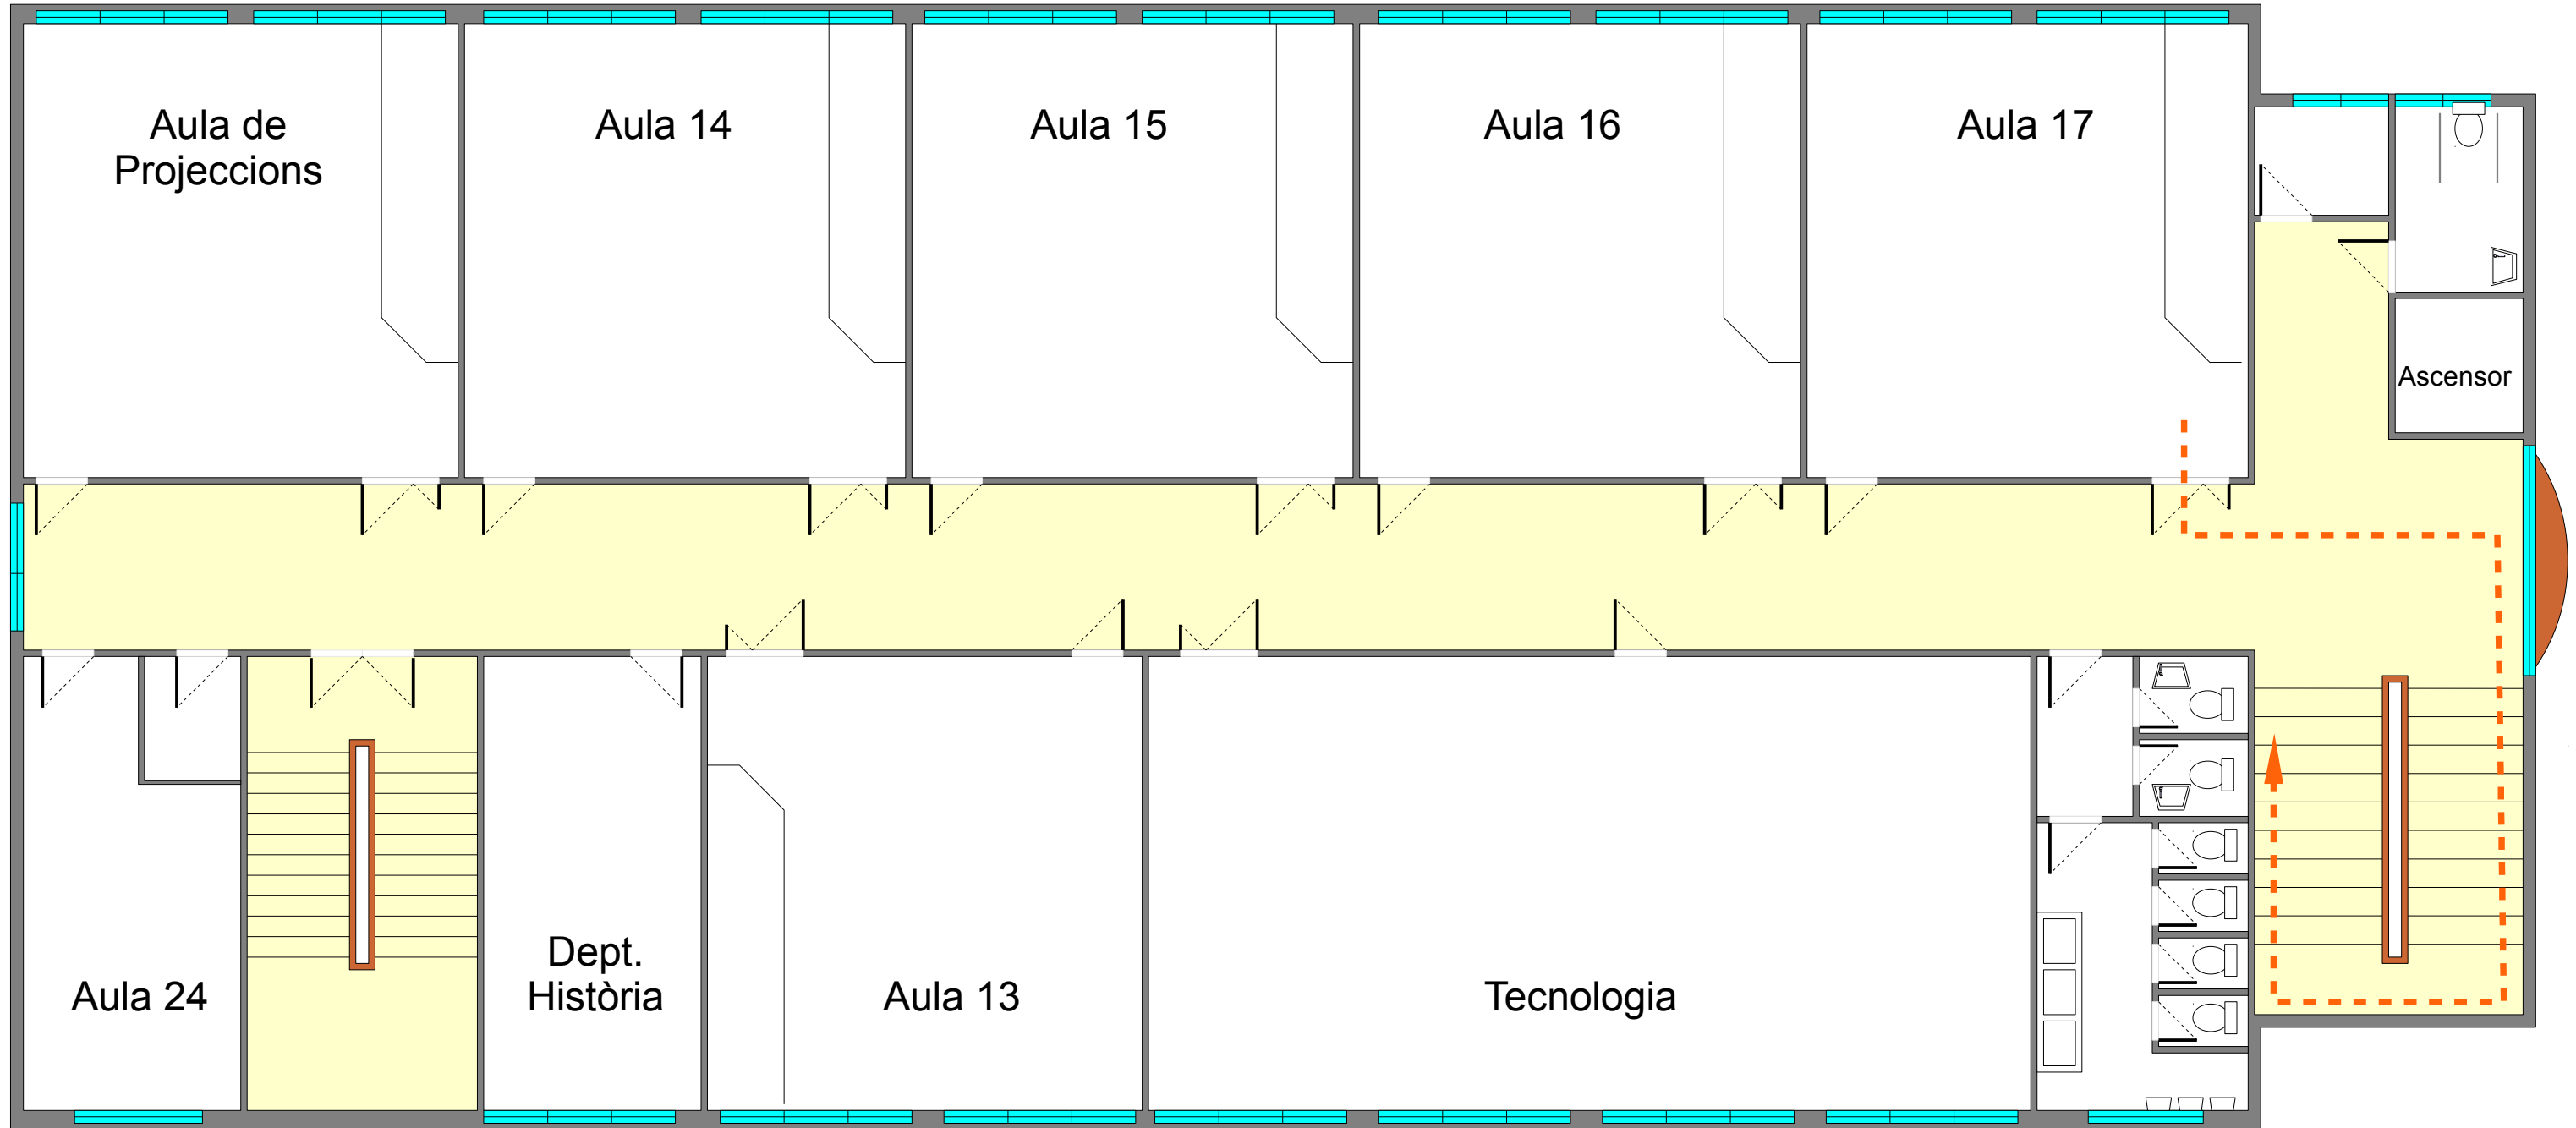 Aula de
Projeccions
Aula 14
Aula 15
Aula 16
Aula 17
Ascensor
Aula 24
Dept.
Història
Aula 13
Tecnologia